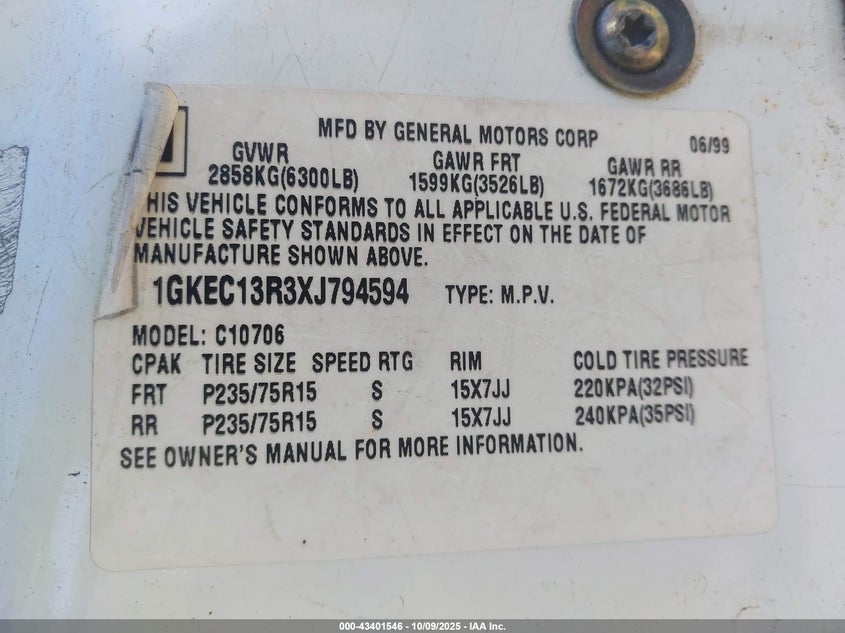 MFD BY GENERAL MOTORS CORP 06/99
GVWR GAWR FRT GAWR RR
2858KG(6300LB) 1599KG(3526LB) 1672KG(3686LB)
THIS VEHICLE CONFORMS TO ALL APPLICABLE U.S. FEDERAL MOTOR
VEHICLE SAFETY STANDARDS IN EFFECT ON THE DATE OF
MANUFACTURE SHOWN ABOVE.
1GKEC13R3XJ794594 TYPE: M.P.V.
MODEL: C10706
CPAK TIRE SIZE SPEED RTG RIM COLD TIRE PRESSURE
FRT P235/75R15 S 15X7JJ 220KPA(32PSI)
RR P235/75R15 S 15X7JJ 240KPA(35PSI)
SEE OWNER'S MANUAL FOR MORE INFORMATION.
000-43401546 - 10/09/2025 - IAA Inc.